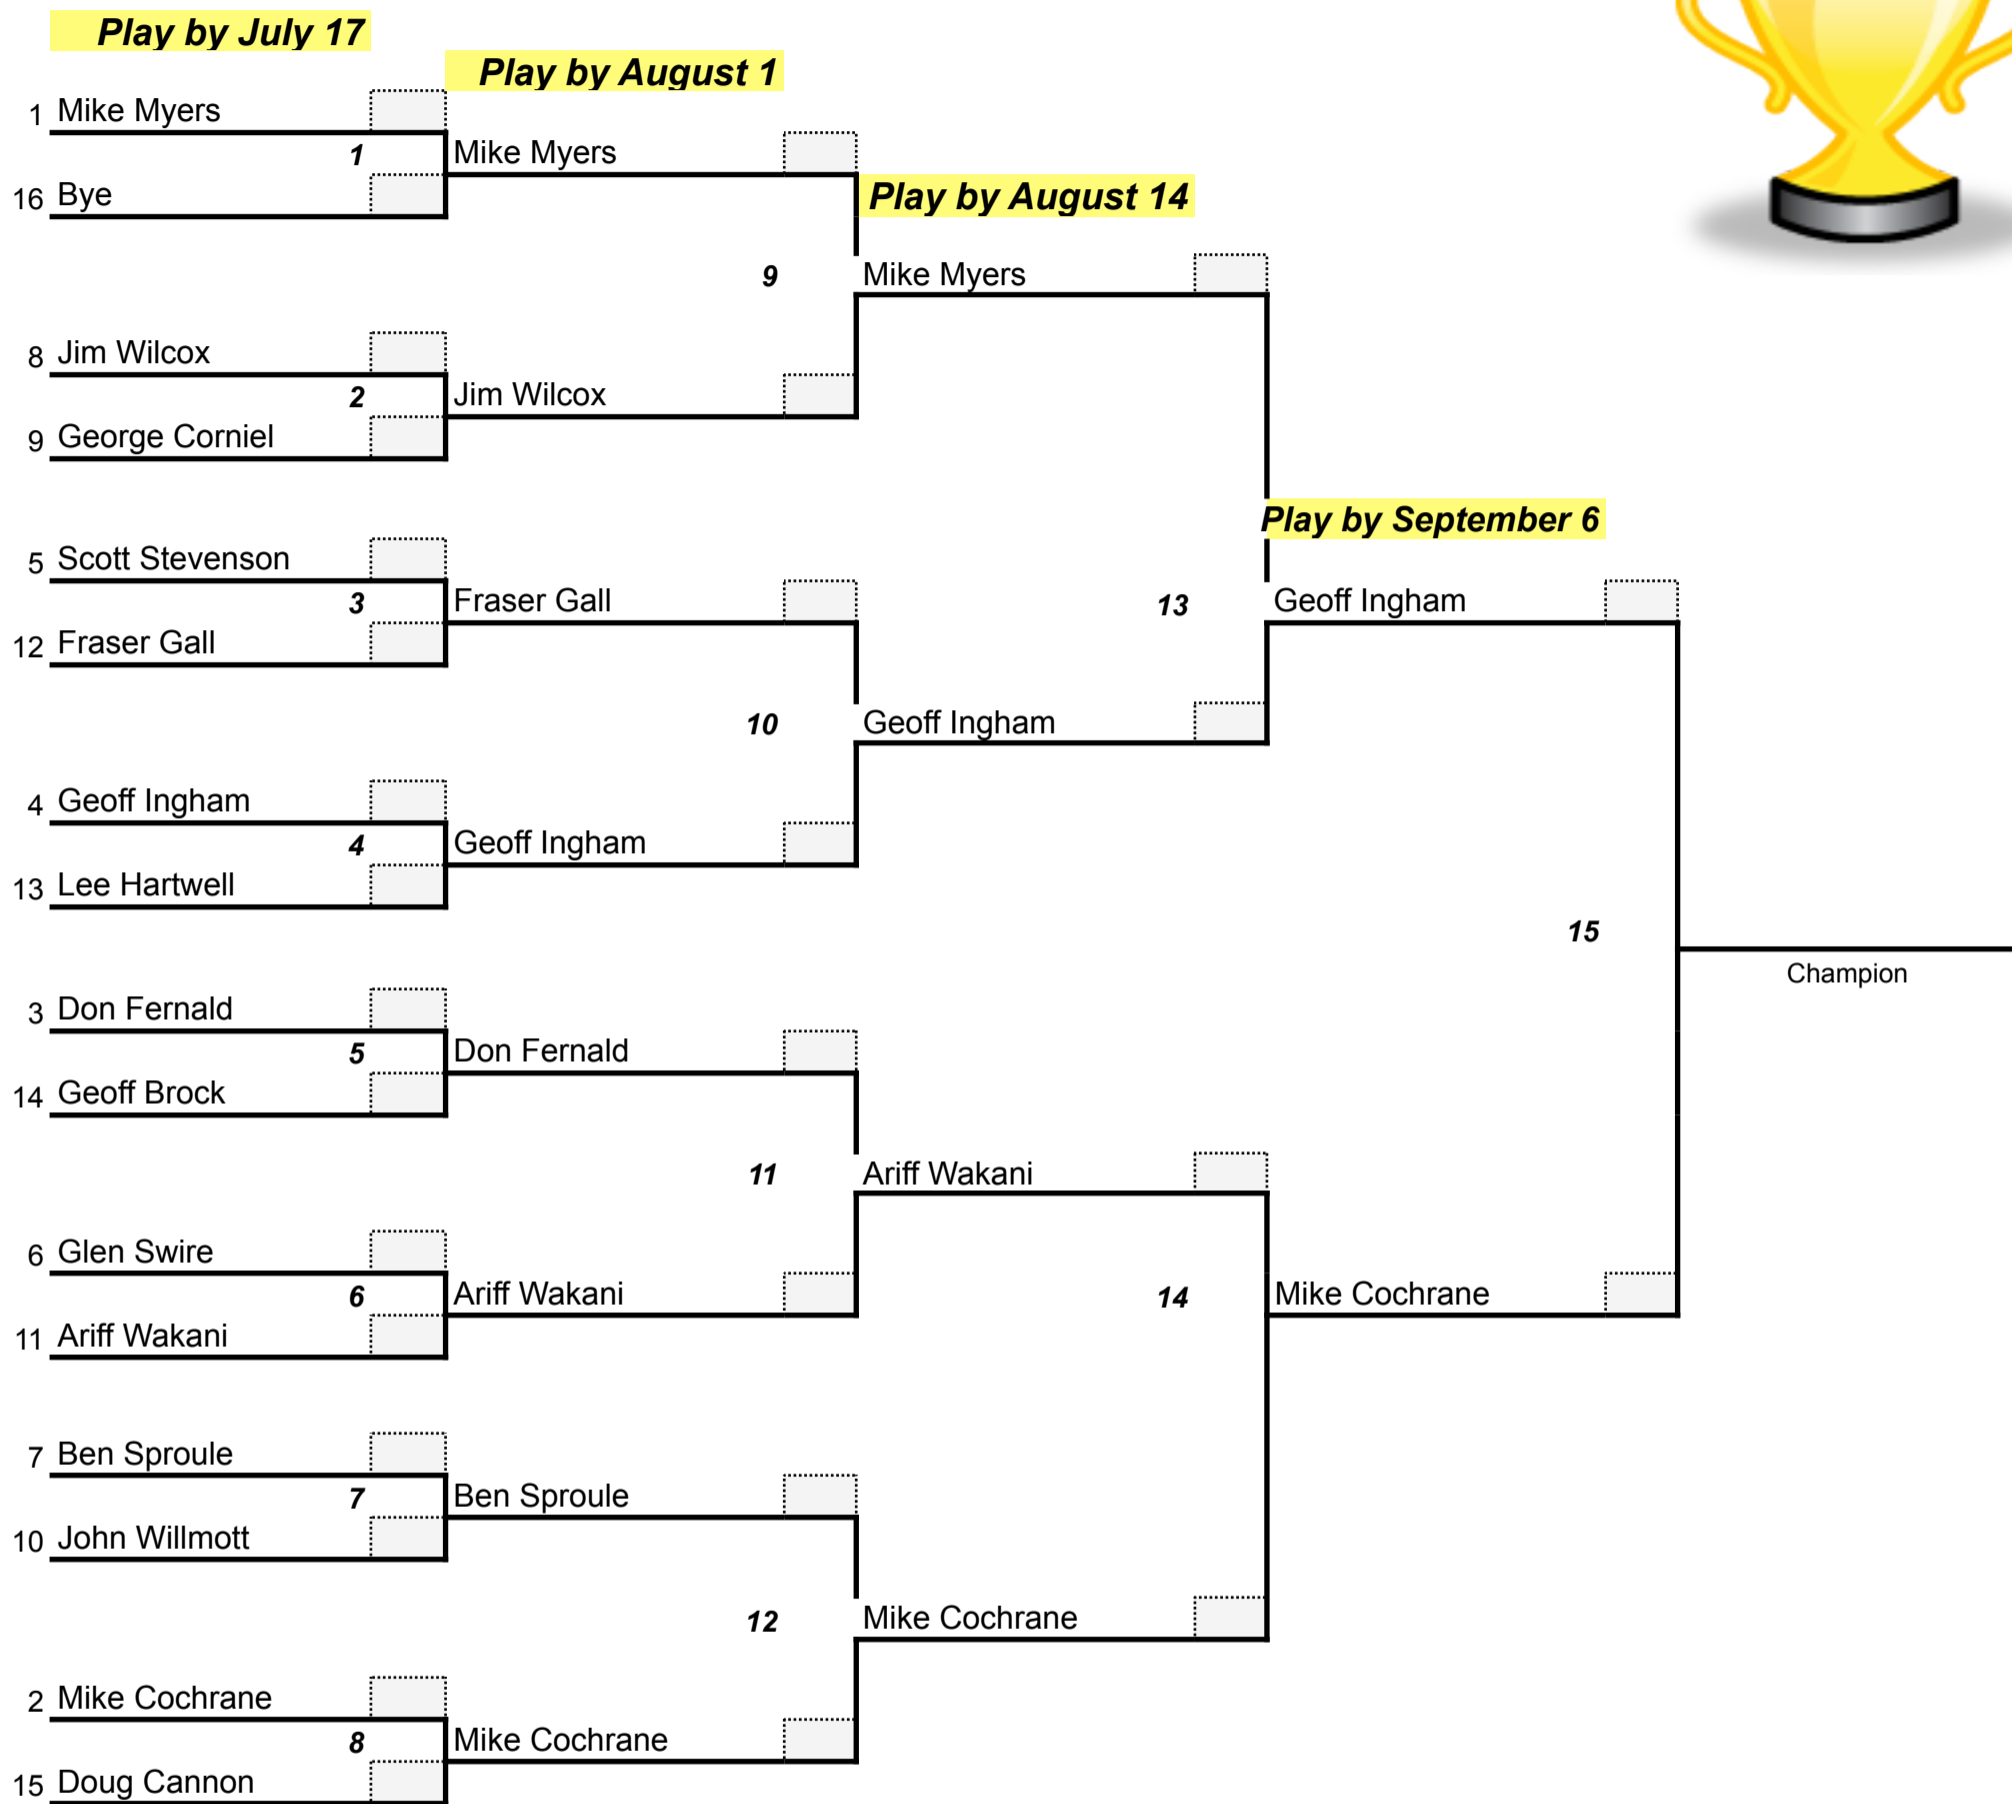 Play by July 17
Play by August 1
1 Mike Myers
1 Mike Myers
16 Bye
Play by August 14
9 Mike Myers
8 Jim Wilcox
2 Jim Wilcox
9 George Corniel
Play by September 6
5 Scott Stevenson
3 Fraser Gall
13 Geoff Ingham
12 Fraser Gall
10 Geoff Ingham
4 Geoff Ingham
4 Geoff Ingham
13 Lee Hartwell
15
Champion
3 Don Fernald
5 Don Fernald
14 Geoff Brock
11 Ariff Wakani
6 Glen Swire
6 Ariff Wakani
14 Mike Cochrane
11 Ariff Wakani
7 Ben Sproule
7 Ben Sproule
10 John Willmott
12 Mike Cochrane
2 Mike Cochrane
8 Mike Cochrane
15 Doug Cannon